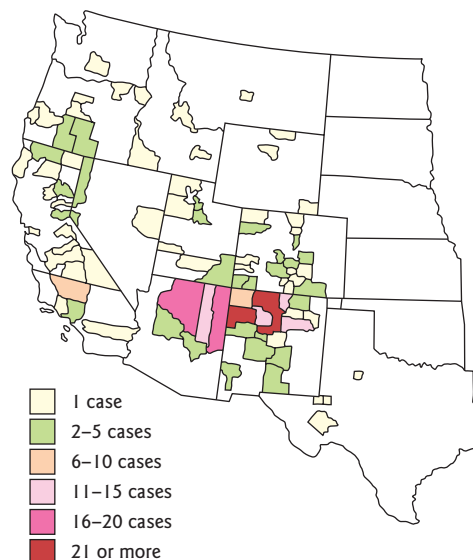 1 case
2–5 cases
6–10 cases
11–15 cases
16–20 cases
21 or more